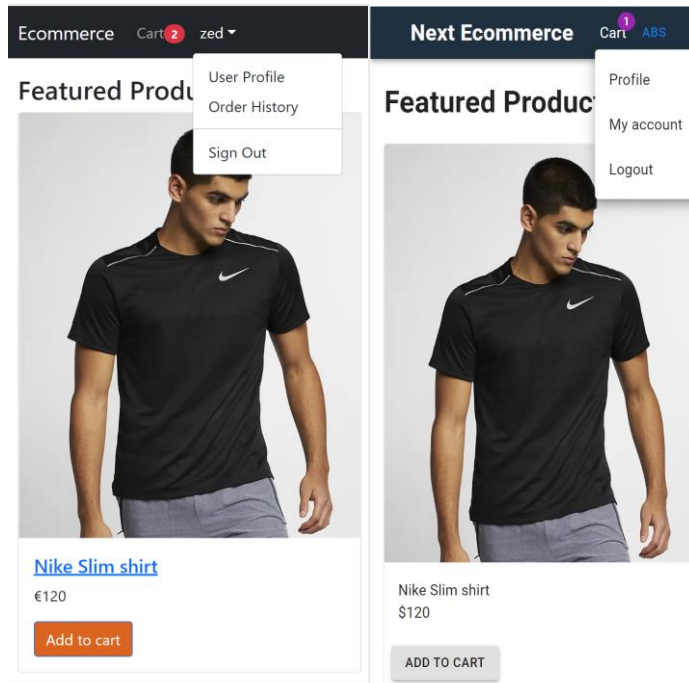 Ecommerce Cart 2 zed
User Profile
Order History
Sign Out
Featured Produ
Nike Slim shirt
€120
Add to cart
Next Ecommerce Cart 1 ABS
Profile
My account
Logout
Featured Produc
Nike Slim shirt
$120
ADD TO CART